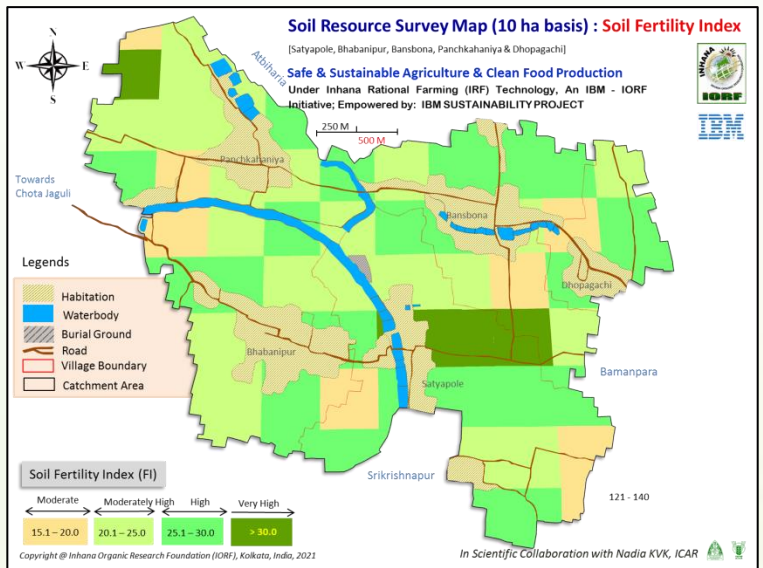 Soil Resource Survey Map (10 ha basis) : Soil Fertility Index
[Satyapole, Bhabanipur, Bansbona, Panchkahaniya & Dhopagachi]
Safe & Sustainable Agriculture & Clean Food Production
Under Inhana Rational Farming (IRF) Technology, An IBM - IORF
Initiative; Empowered by: IBM SUSTAINABILITY PROJECT
INHANA
IORF
IBM
N
W E
S
250 M
500 M
Atbiharia
Panchkahaniya
Towards
Chota Jaguli
Bansbona
Dhopagachi
Bhabanipur
Satyapole
Bamanpara
Srikrishnapur
121 - 140
Legends
Habitation
Waterbody
Burial Ground
Road
Village Boundary
Catchment Area
Soil Fertility Index (FI)
Moderate Moderately High High Very High
15.1 – 20.0 20.1 – 25.0 25.1 – 30.0 > 30.0
Copyright @ Inhana Organic Research Foundation (IORF), Kolkata, India, 2021
In Scientific Collaboration with Nadia KVK, ICAR